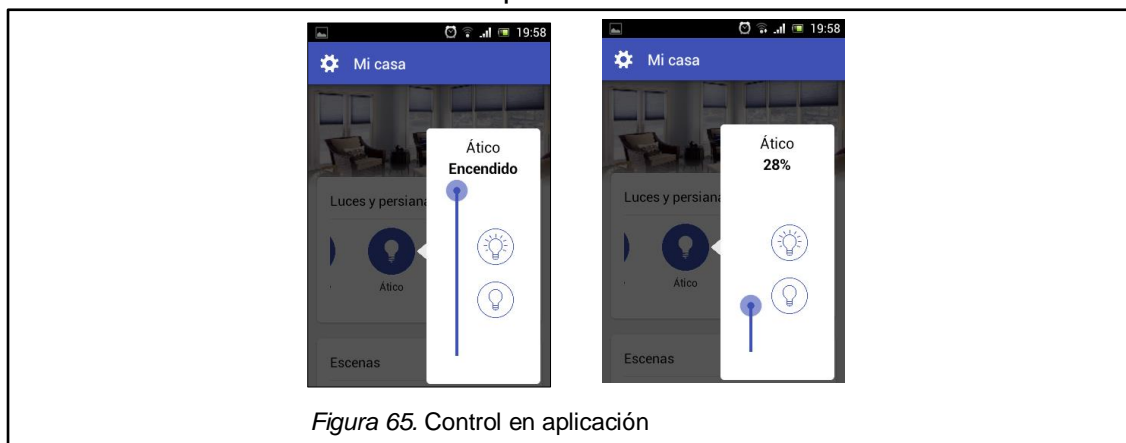 19:58
Mi casa
Ático
Encendido
Luces y persiana
Ático
Escenas
19:58
Mi casa
Ático
28%
Luces y persiana
Ático
Escenas
Figura 65. Control en aplicación